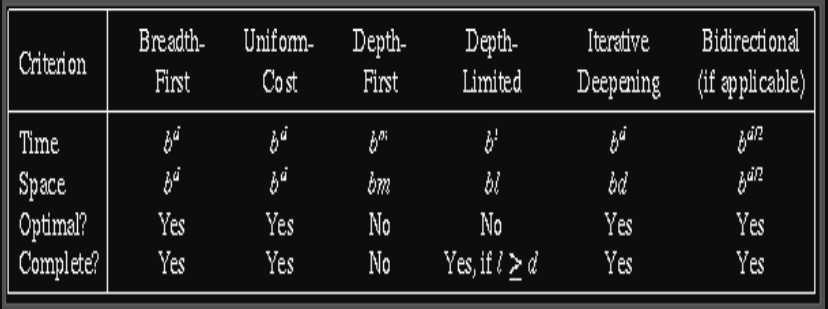 Criterion Breadth-First Uniform-Cost Depth-First Depth-Limited Iterative Deepening Bidirectional (if applicable)
Time b^d b^d b^m b^l b^d b^{d/2}
Space b^d b^d bm bl bd b^{d/2}
Optimal? Yes Yes No No Yes Yes
Complete? Yes Yes No Yes, if l ≥ d Yes Yes